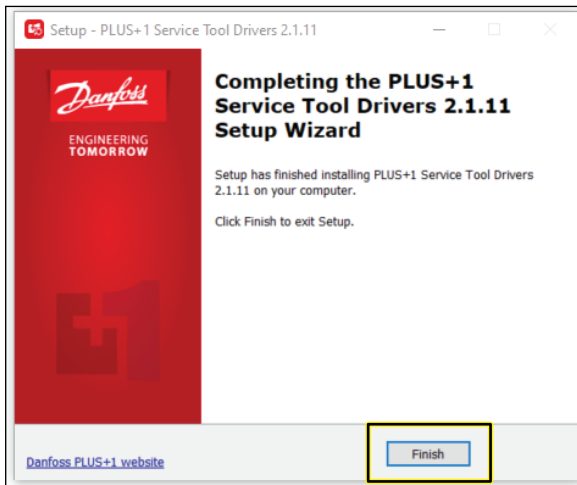 Setup - PLUS+1 Service Tool Drivers 2.1.11
Danfoss
ENGINEERING
TOMORROW
Completing the PLUS+1
Service Tool Drivers 2.1.11
Setup Wizard
Setup has finished installing PLUS+1 Service Tool Drivers
2.1.11 on your computer.
Click Finish to exit Setup.
+1
Danfoss PLUS+1 website
Finish